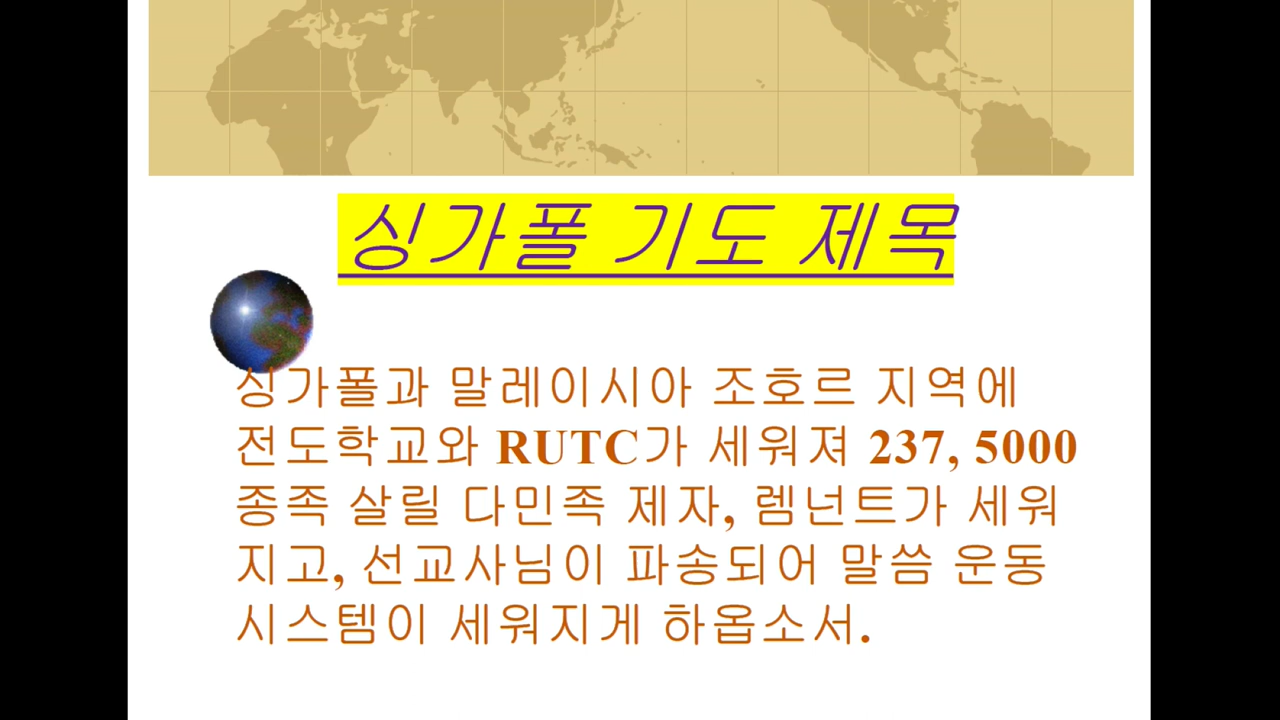 싱가폴 기도 제목
싱가폴과 말레이시아 조호르 지역에
전도학교와 RUTC가 세워져 237, 5000
종족 살릴 다민족 제자, 렘넌트가 세워
지고, 선교사님이 파송되어 말씀 운동
시스템이 세워지게 하옵소서.